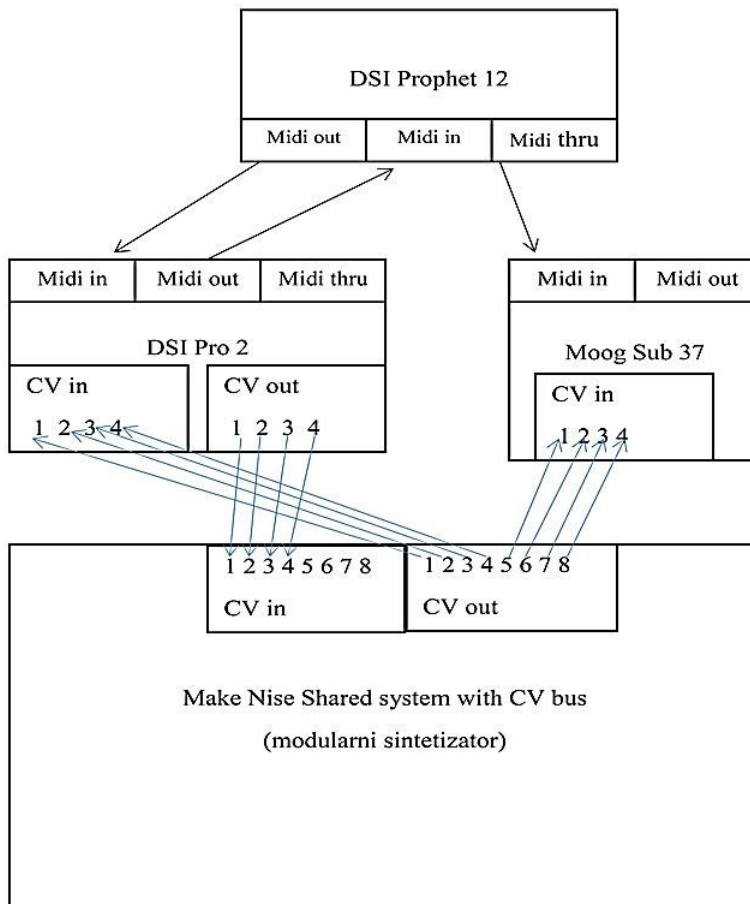 DSI Prophet 12
Midi out Midi in Midi thru
Midi in Midi out Midi thru
DSI Pro 2
CV in CV out
1 2 3 4 1 2 3 4
Midi in Midi out
Moog Sub 37
CV in
1 2 3 4
1 2 3 4 5 6 7 8 1 2 3 4 5 6 7 8
CV in CV out
Make Nise Shared system with CV bus
(modularni sintetizator)